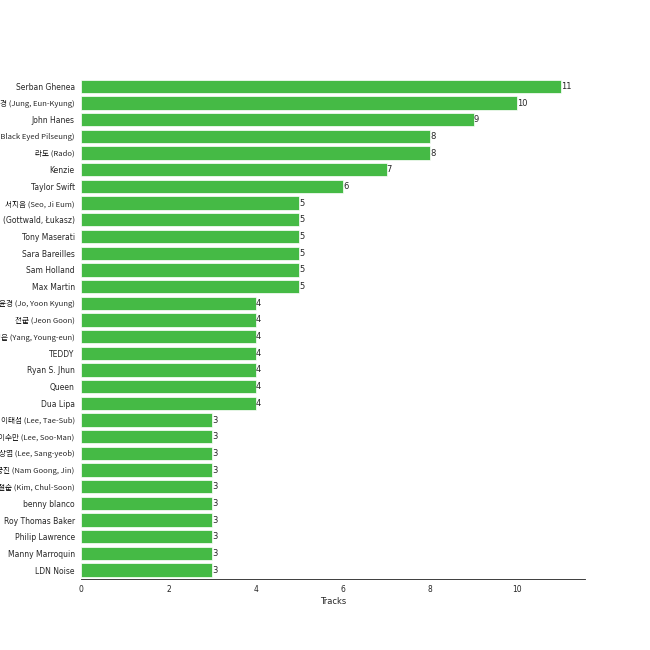 Serban Ghenea 11
경 (Jung, Eun-Kyung) 10
John Hanes 9
Black Eyed Pilseung) 8
라도 (Rado) 8
Kenzie 7
Taylor Swift 6
서지음 (Seo, Ji Eum) 5
(Gottwald, Łukasz) 5
Tony Maserati 5
Sara Bareilles 5
Sam Holland 5
Max Martin 5
윤경 (Jo, Yoon Kyung) 4
전군 (Jeon Goon) 4
(Yang, Young-eun) 4
TEDDY 4
Ryan S. Jhun 4
Queen 4
Dua Lipa 4
이태섭 (Lee, Tae-Sub) 3
이수만 (Lee, Soo-Man) 3
상엽 (Lee, Sang-yeob) 3
궁진 (Nam Goong, Jin) 3
철순 (Kim, Chul-Soon) 3
benny blanco 3
Roy Thomas Baker 3
Philip Lawrence 3
Manny Marroquin 3
LDN Noise 3
0 2 4 6 8 10
Tracks